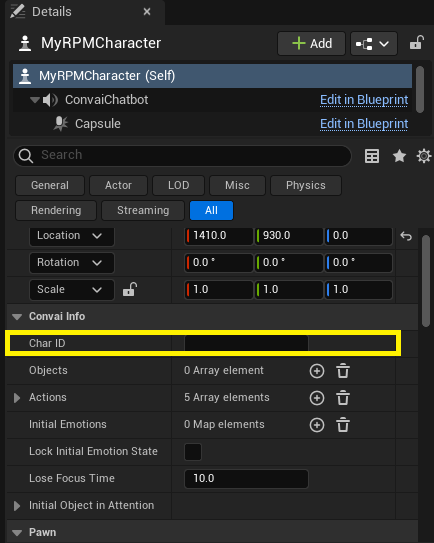 Details
MyRPMCharacter
Add
MyRPMCharacter (Self)
ConvaiChatbot Edit in Blueprint
Capsule Edit in Blueprint
Search
General Actor LOD Misc Physics
Rendering Streaming All
Location 1410.0 930.0 0.0
Rotation 0.0 ° 0.0 ° 0.0 °
Scale 1.0 1.0 1.0
Convai Info
Char ID
Objects 0 Array element
Actions 5 Array elements
Initial Emotions 0 Map elements
Lock Initial Emotion State
Lose Focus Time 10.0
Initial Object in Attention
Pawn